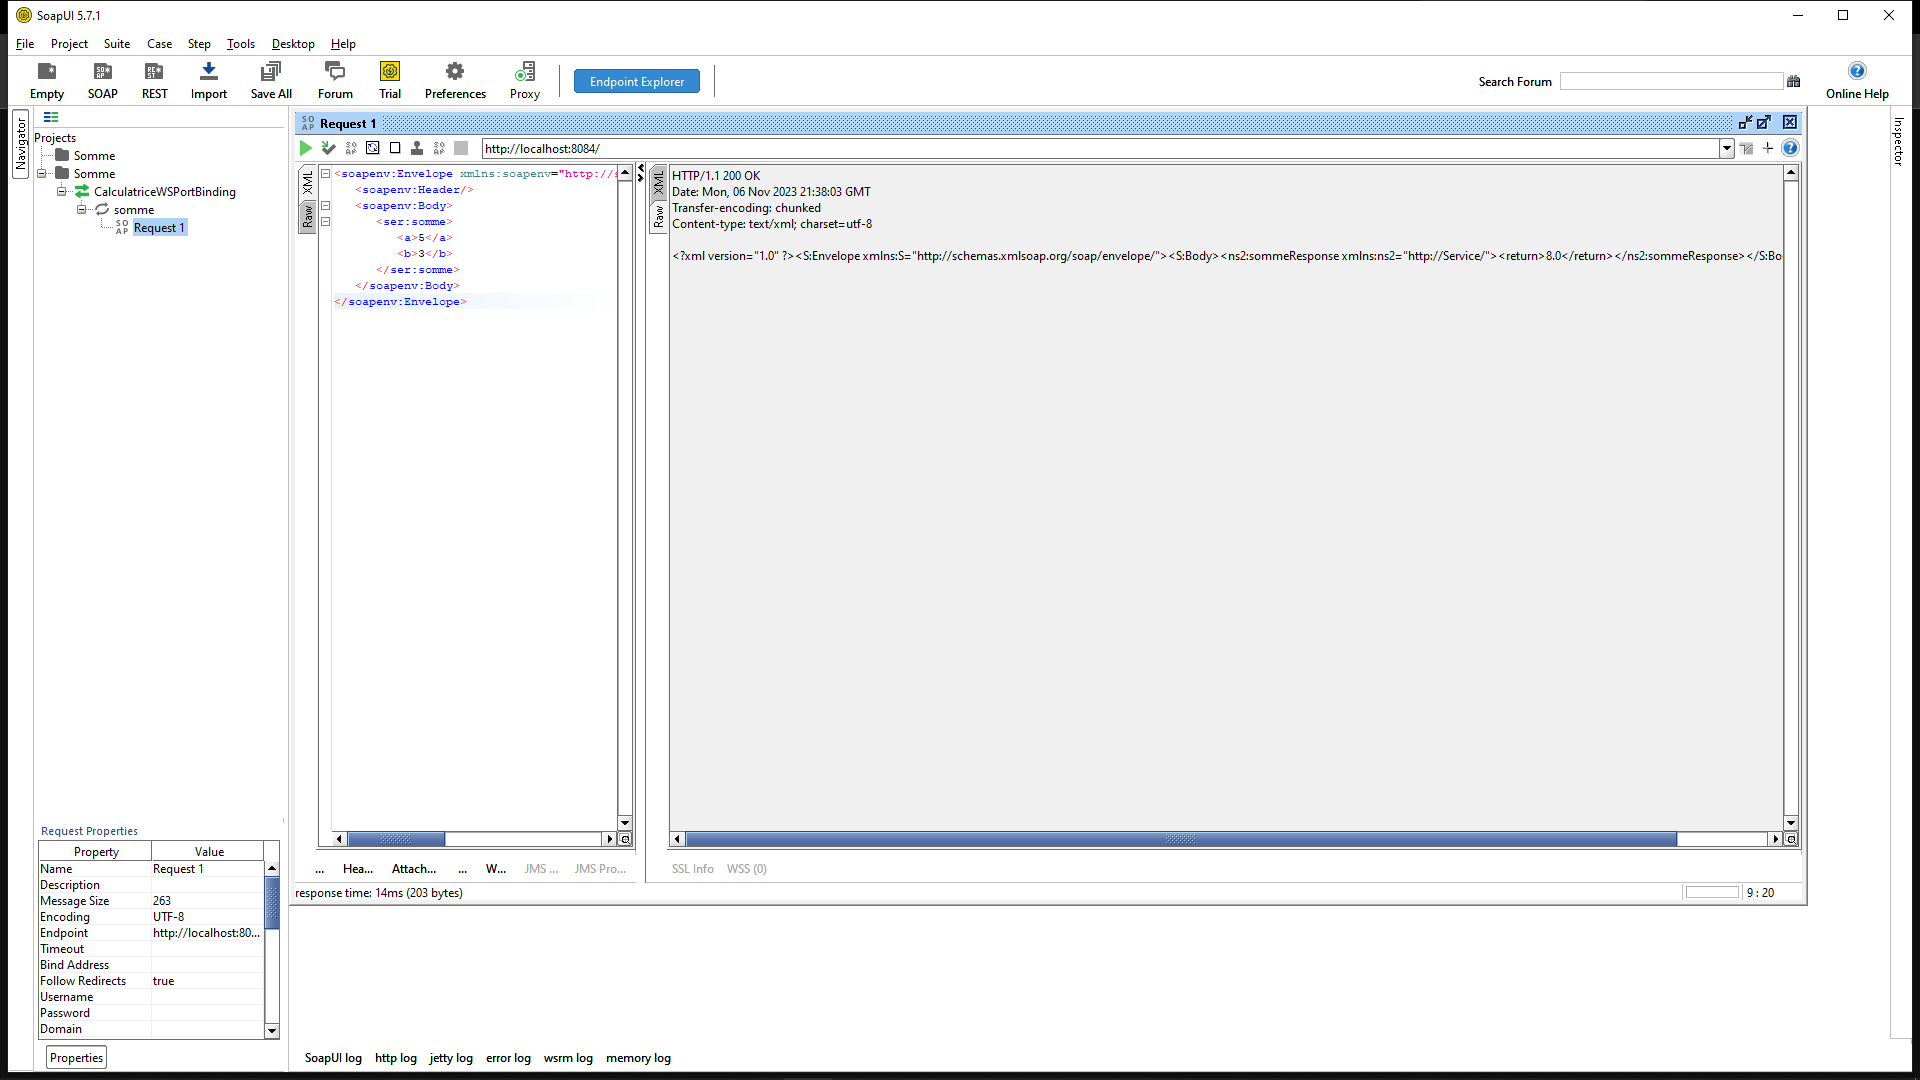 SoapUI 5.7.1
File Project Suite Case Step Tools Desktop Help
Empty SOAP REST Import Save All Forum Trial Preferences Proxy Endpoint Explorer Search Forum Online Help
Navigator
Projects
Somme
Somme
CalculatriceWSPortBinding
somme
SO AP Request 1
SO AP Request 1
http://localhost:8084/
XML
Raw
<soapenv:Envelope xmlns:soapenv="http://s
<soapenv:Header/>
<soapenv:Body>
<ser:somme>
<a>5</a>
<b>3</b>
</ser:somme>
</soapenv:Body>
</soapenv:Envelope>
XML
Raw
HTTP/1.1 200 OK
Date: Mon, 06 Nov 2023 21:38:03 GMT
Transfer-encoding: chunked
Content-type: text/xml; charset=utf-8
<?xml version="1.0" ?><S:Envelope xmlns:S="http://schemas.xmlsoap.org/soap/envelope/"><S:Body><ns2:sommeResponse xmlns:ns2="http://Service/"><return>8.0</return></ns2:sommeResponse></S:Bo
Inspector
... Hea... Attach... ... W... JMS ... JMS Pro...
SSL Info WSS (0)
response time: 14ms (203 bytes)
9 : 20
Request Properties
Property Value
Name Request 1
Description
Message Size 263
Encoding UTF-8
Endpoint http://localhost:80...
Timeout
Bind Address
Follow Redirects true
Username
Password
Domain
Properties
SoapUI log http log jetty log error log wsrm log memory log